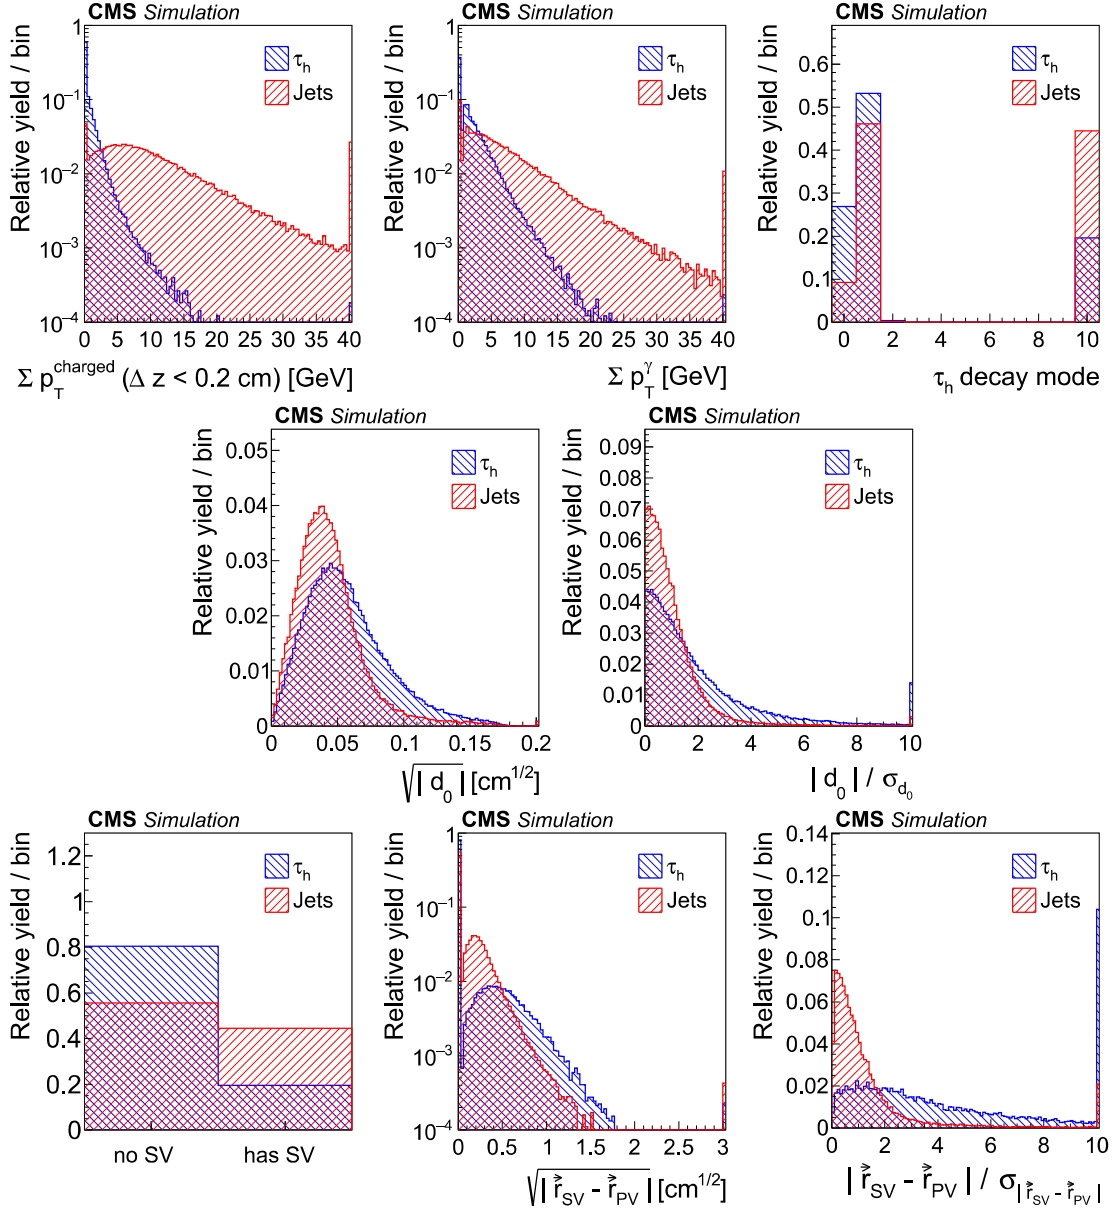 CMS Simulation
Relative yield / bin
1
10⁻¹
10⁻²
10⁻³
10⁻⁴
τh
Jets
0 5 10 15 20 25 30 35 40
Σ pT^charged (Δ z < 0.2 cm) [GeV]
CMS Simulation
Relative yield / bin
1
10⁻¹
10⁻²
10⁻³
10⁻⁴
τh
Jets
0 5 10 15 20 25 30 35 40
Σ pT^γ [GeV]
CMS Simulation
Relative yield / bin
0.6
0.5
0.4
0.3
0.2
0.1
0
τh
Jets
0 2 4 6 8 10
τh decay mode
CMS Simulation
Relative yield / bin
0.05
0.04
0.03
0.02
0.01
0
τh
Jets
0 0.05 0.1 0.15 0.2
√| d₀ | [cm^1/2]
CMS Simulation
Relative yield / bin
0.09
0.08
0.07
0.06
0.05
0.04
0.03
0.02
0.01
0
τh
Jets
0 2 4 6 8 10
| d₀ | / σ_d₀
CMS Simulation
Relative yield / bin
1.2
1
0.8
0.6
0.4
0.2
0
τh
Jets
no SV has SV
CMS Simulation
Relative yield / bin
1
10⁻¹
10⁻²
10⁻³
10⁻⁴
τh
Jets
0 0.5 1 1.5 2 2.5 3
√| r⃗SV - r⃗PV | [cm^1/2]
CMS Simulation
Relative yield / bin
0.14
0.12
0.1
0.08
0.06
0.04
0.02
0
τh
Jets
0 2 4 6 8 10
| r⃗SV - r⃗PV | / σ| r⃗SV - r⃗PV |